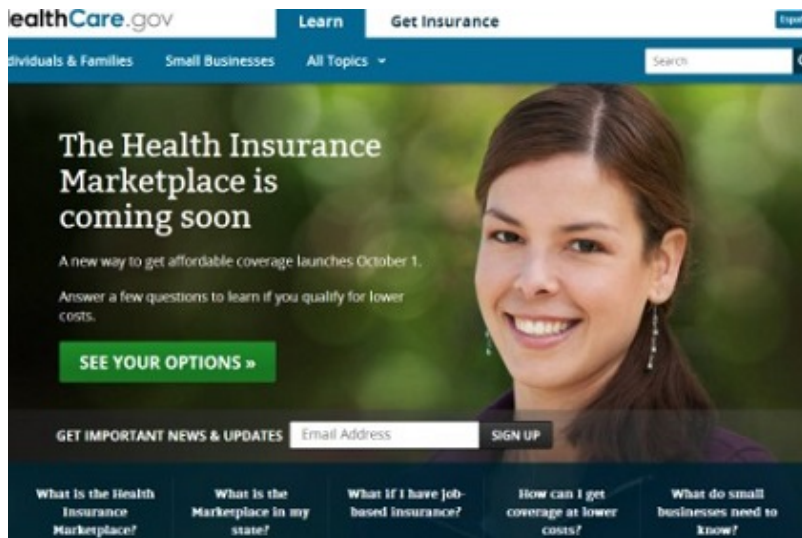 ealthCare.gov
Learn
Get Insurance
dividuals & Families
Small Businesses
All Topics
Search
The Health Insurance
Marketplace is
coming soon
A new way to get affordable coverage launches October 1.
Answer a few questions to learn if you qualify for lower
costs.
SEE YOUR OPTIONS »
GET IMPORTANT NEWS & UPDATES
Email Address
SIGN UP
What is the Health
Insurance
Marketplace?
What is the
Marketplace in my
state?
What if I have job-
based insurance?
How can I get
coverage at lower
costs?
What do small
businesses need to
know?